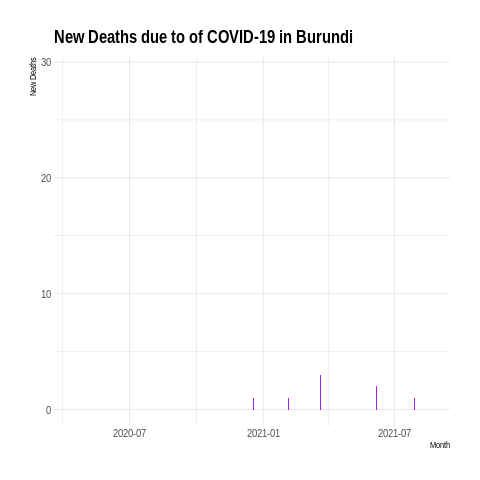 New Deaths due to of COVID-19 in Burundi
New Deaths
30
20
10
0
2020-07
2021-01
2021-07
Month